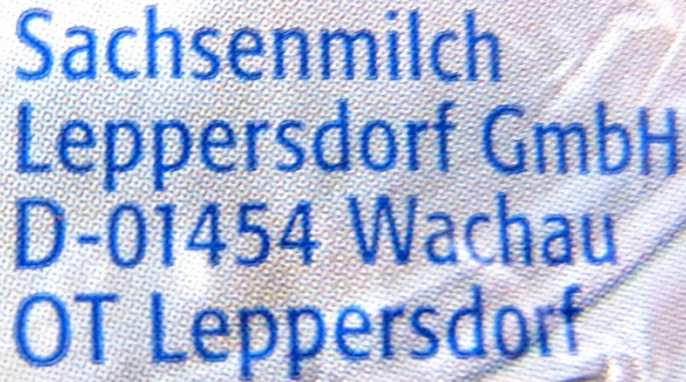 Sachsenmilch
Leppersdorf GmbH
D-01454 Wachau
OT Leppersdorf